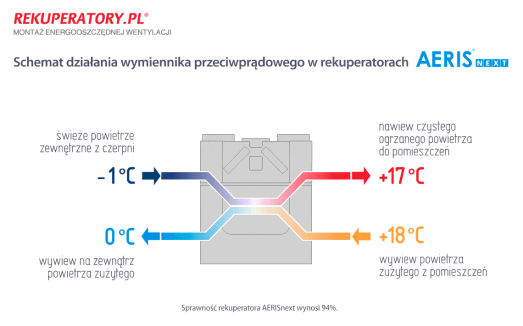 REKUPERATORY.PL®
MONTAŻ ENERGOOSZCZĘDNEJ WENTYLACJI
Schemat działania wymiennika przeciwprądowego w rekuperatorach AERIS® NEXT
świeże powietrze
zewnętrzne z czerpni
-1°C
nawiew czystego
ogrzanego powietrza
do pomieszczeń
+17°C
0°C
wywiew na zewnątrz
powietrza zużytego
+18°C
wywiew powietrza
zużytego z pomieszczeń
Sprawność rekuperatora AERISnext wynosi 94%.